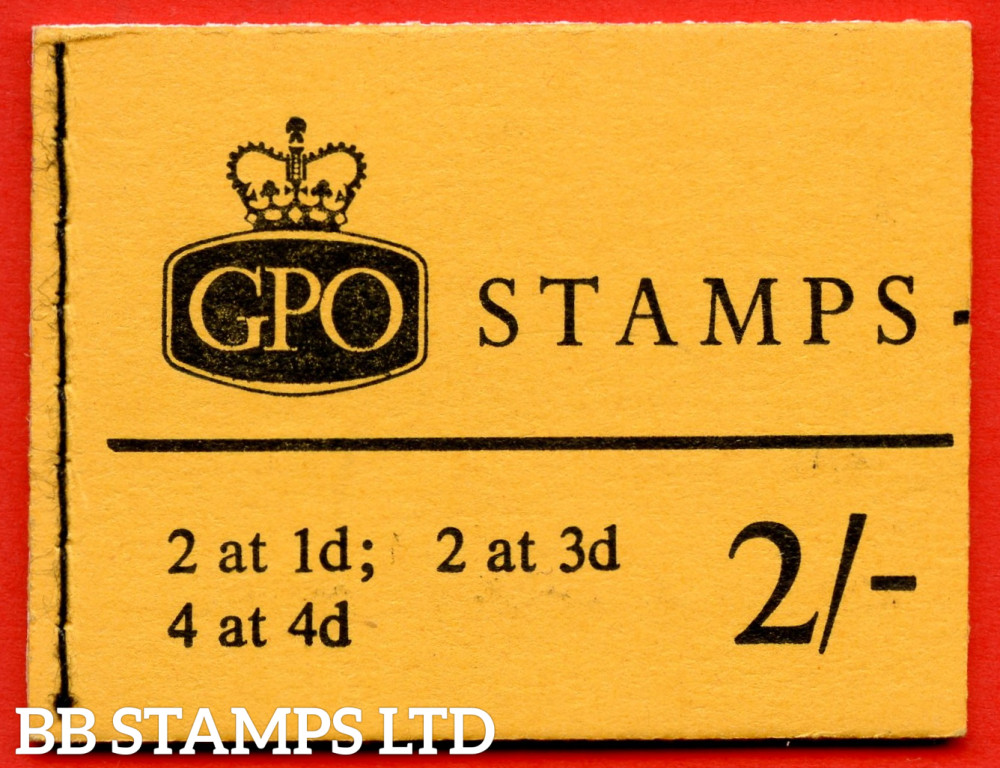 GPO STAMPS
2 at 1d; 2 at 3d
4 at 4d
2/-
BB STAMPS LTD